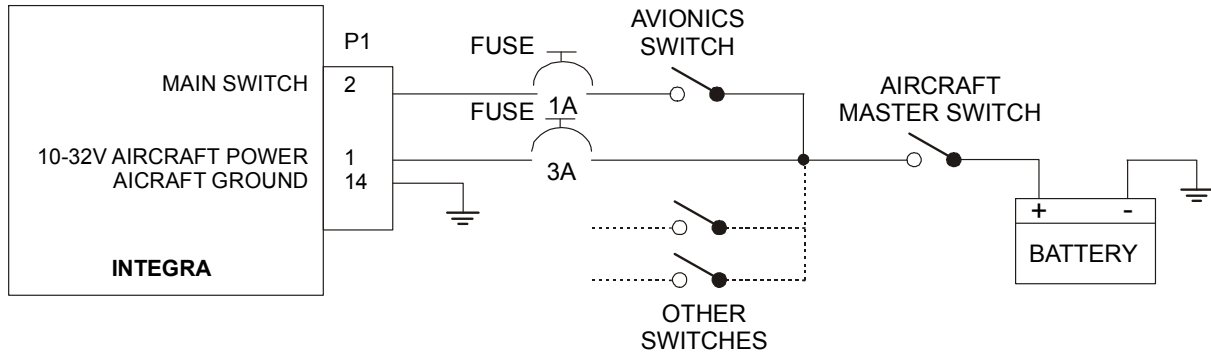 AVIONICS
SWITCH
P1
FUSE
MAIN SWITCH
2
1A
AIRCRAFT
MASTER SWITCH
FUSE
10-32V AIRCRAFT POWER
1
AICRAFT GROUND
14
3A
+
-
BATTERY
INTEGRA
OTHER
SWITCHES